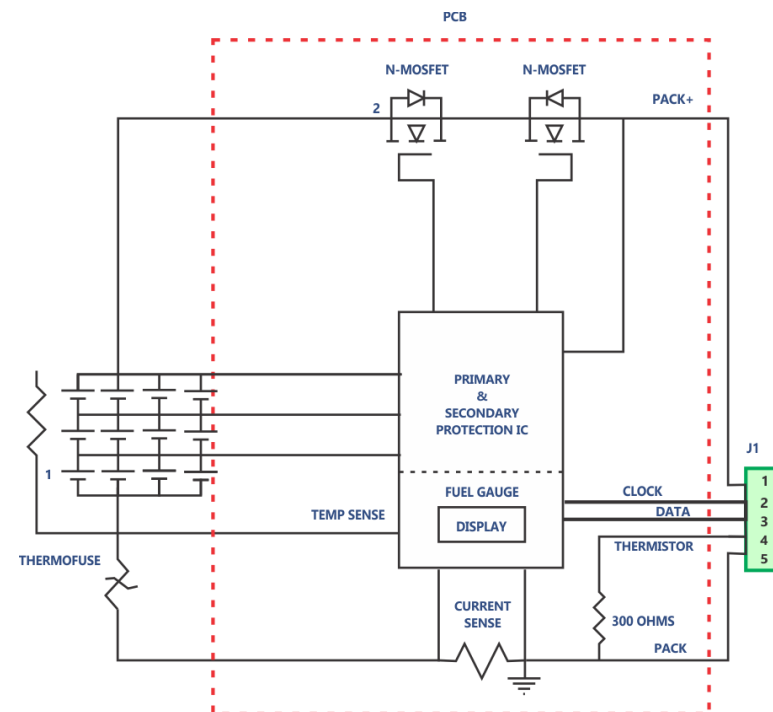 PCB
N-MOSFET
N-MOSFET
2
PACK+
PRIMARY
&
SECONDARY
PROTECTION IC
J1
1
FUEL GAUGE
DISPLAY
TEMP SENSE
CLOCK
DATA
THERMISTOR
1
2
3
4
5
THERMOFUSE
CURRENT
SENSE
300 OHMS
PACK